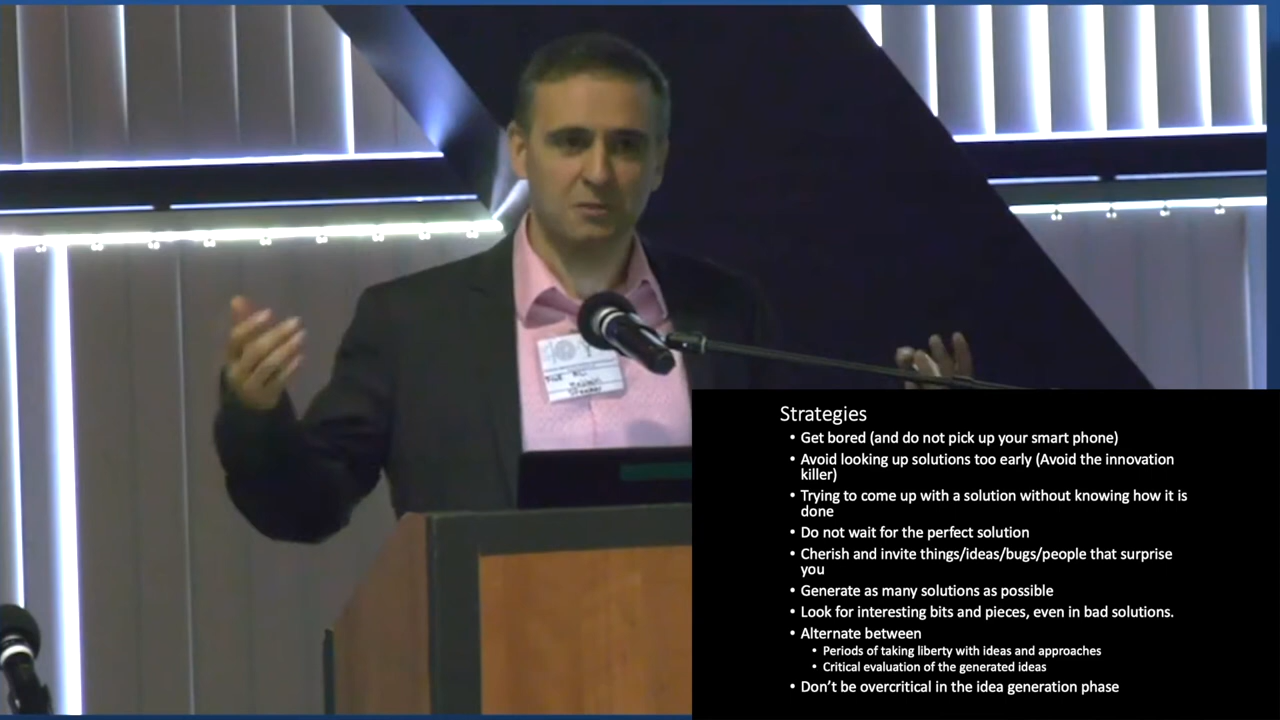 Strategies
• Get bored (and do not pick up your smart phone)
• Avoid looking up solutions too early (Avoid the innovation
killer)
• Trying to come up with a solution without knowing how it is
done
• Do not wait for the perfect solution
• Cherish and invite things/ideas/bugs/people that surprise
you
• Generate as many solutions as possible
• Look for interesting bits and pieces, even in bad solutions.
• Alternate between
• Periods of taking liberty with ideas and approaches
• Critical evaluation of the generated ideas
• Don't be overcritical in the idea generation phase